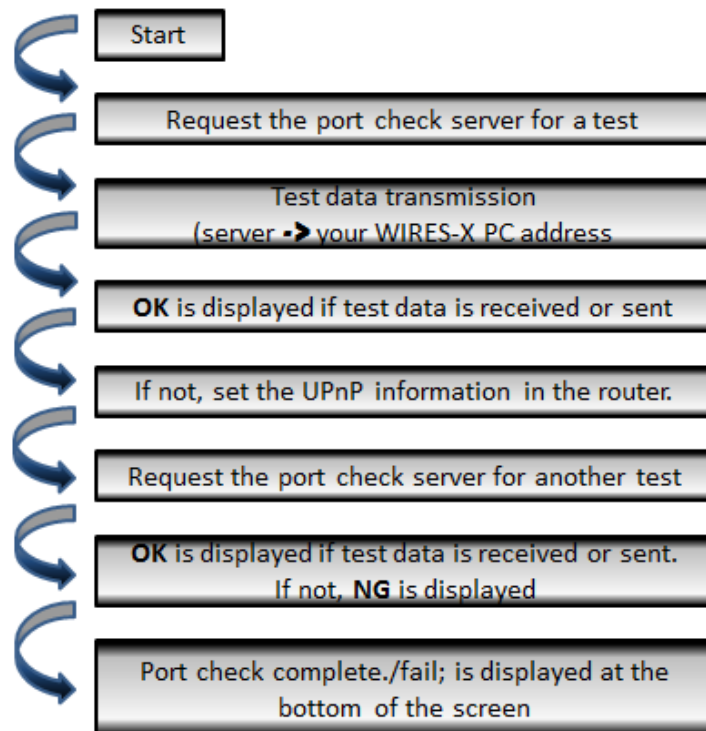 Start
Request the port check server for a test
Test data transmission
(server -> your WIRES-X PC address
OK is displayed if test data is received or sent
If not, set the UPnP information in the router.
Request the port check server for another test
OK is displayed if test data is received or sent.
If not, NG is displayed
Port check complete./fail; is displayed at the
bottom of the screen